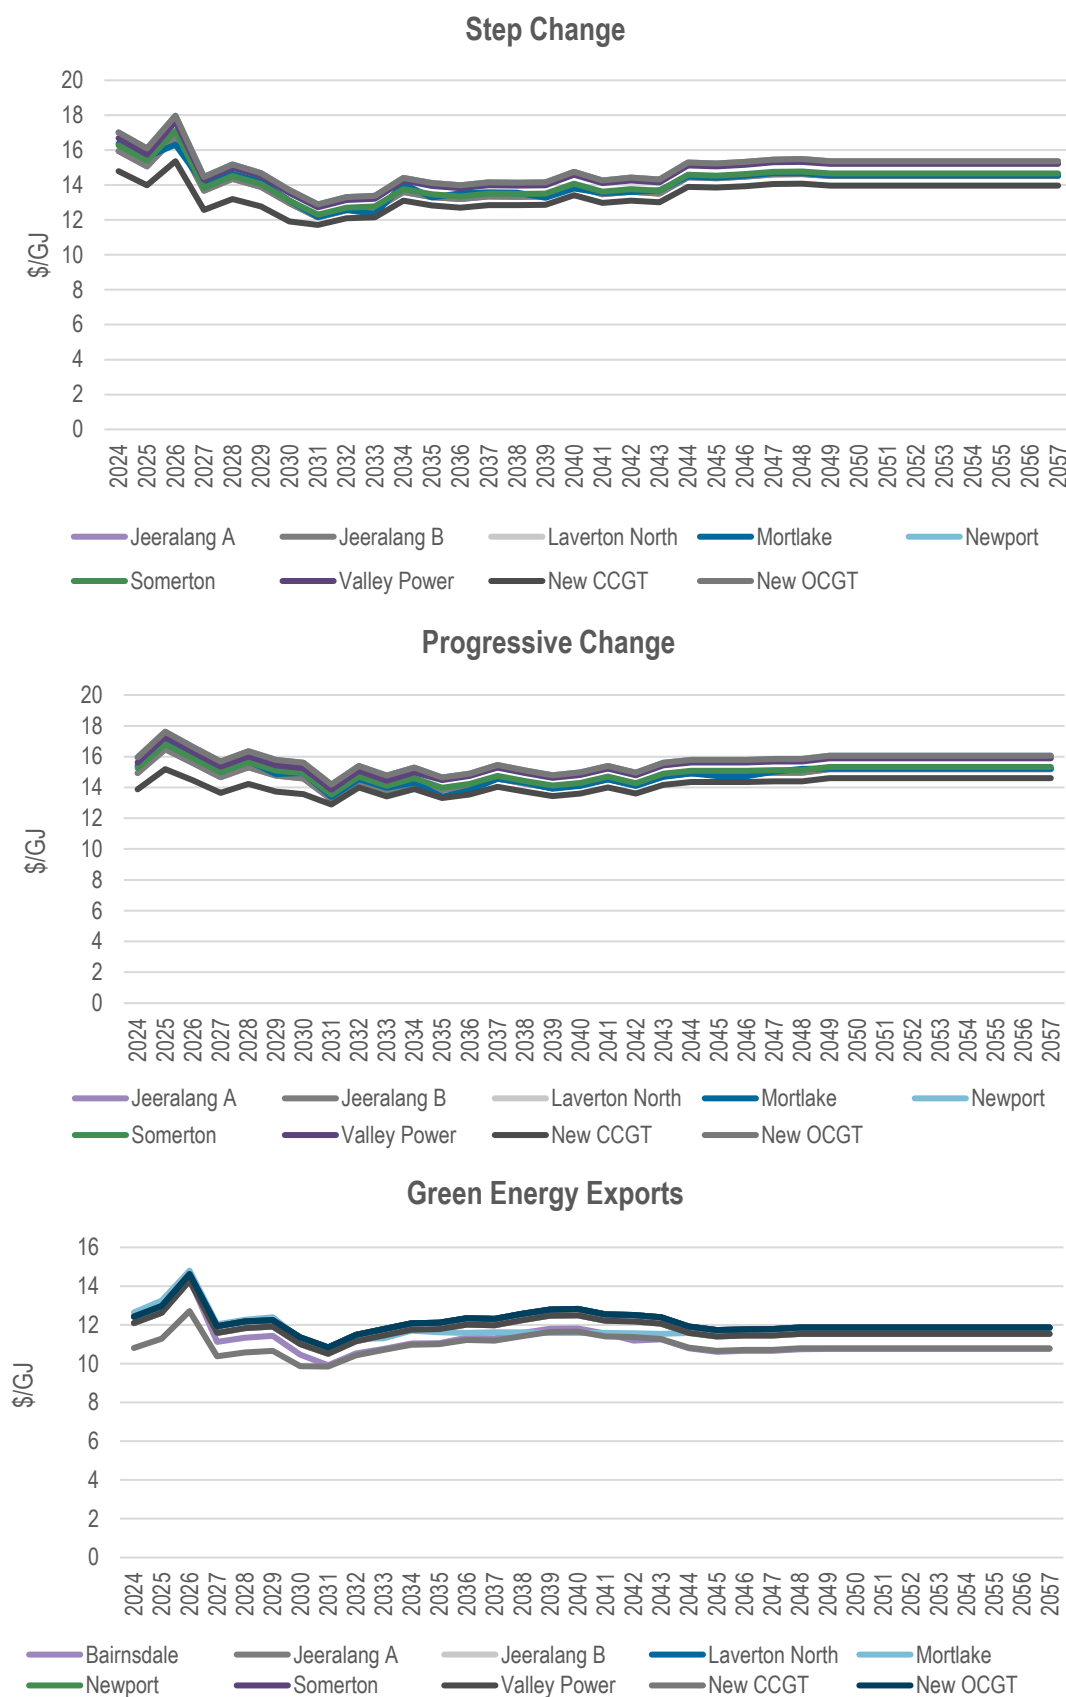 Step Change
$/GJ
20
18
16
14
12
10
8
6
4
2
0
2024 2025 2026 2027 2028 2029 2030 2031 2032 2033 2034 2035 2036 2037 2038 2039 2040 2041 2042 2043 2044 2045 2046 2047 2048 2049 2050 2051 2052 2053 2054 2055 2056 2057
Jeeralang A Jeeralang B Laverton North Mortlake Newport
Somerton Valley Power New CCGT New OCGT
Progressive Change
$/GJ
20
18
16
14
12
10
8
6
4
2
0
2024 2025 2026 2027 2028 2029 2030 2031 2032 2033 2034 2035 2036 2037 2038 2039 2040 2041 2042 2043 2044 2045 2046 2047 2048 2049 2050 2051 2052 2053 2054 2055 2056 2057
Jeeralang A Jeeralang B Laverton North Mortlake Newport
Somerton Valley Power New CCGT New OCGT
Green Energy Exports
$/GJ
16
14
12
10
8
6
4
2
0
2024 2025 2026 2027 2028 2029 2030 2031 2032 2033 2034 2035 2036 2037 2038 2039 2040 2041 2042 2043 2044 2045 2046 2047 2048 2049 2050 2051 2052 2053 2054 2055 2056 2057
Bairnsdale Jeeralang A Jeeralang B Laverton North Mortlake
Newport Somerton Valley Power New CCGT New OCGT